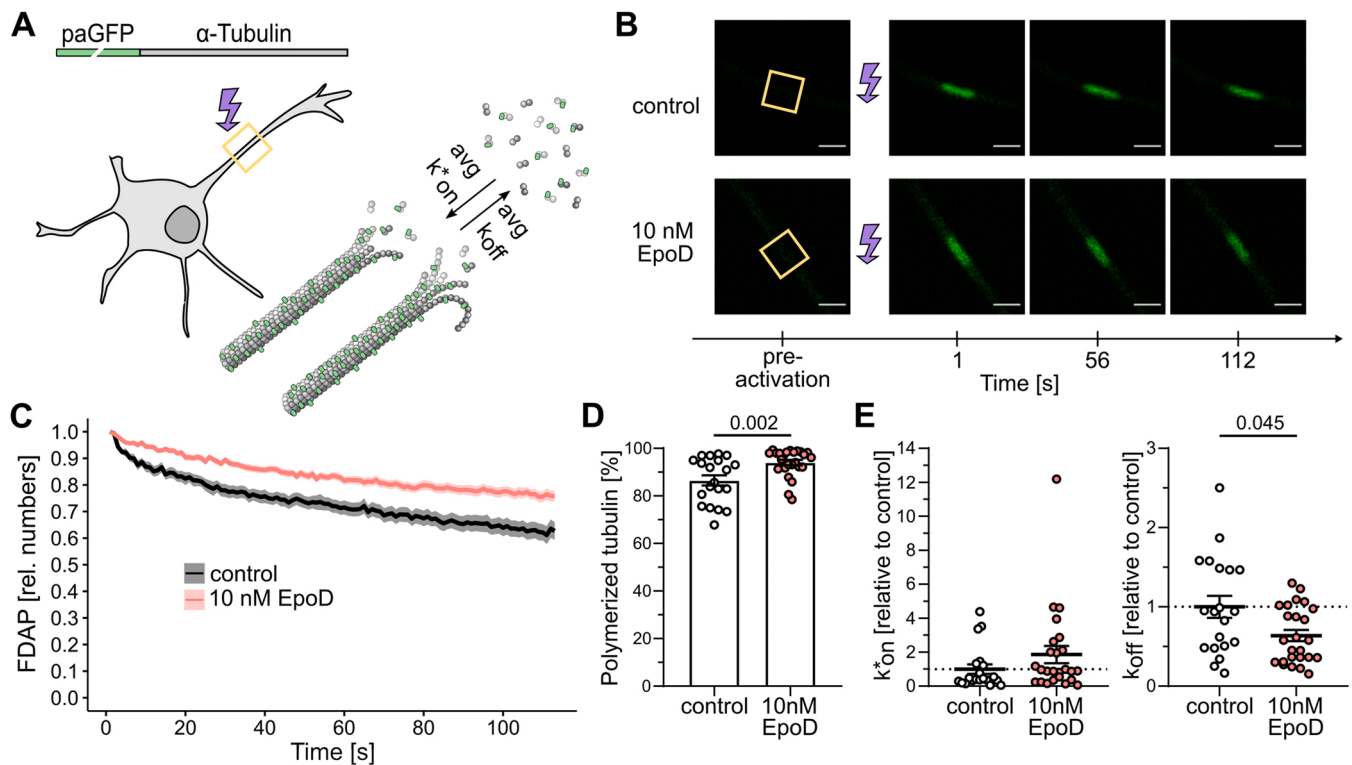 A
paGFP
α-Tubulin
avg
k*on
avg
koff
B
control
10 nM
EpoD
pre-
activation
1
56
112
Time [s]
C
FDAP [rel. numbers]
1.0
0.9
0.8
0.7
0.6
0.5
0.4
0.3
0.2
0.1
0.0
control
10 nM EpoD
0
20
40
60
80
100
Time [s]
D
0.002
Polymerized tubulin [%]
100
80
60
40
20
0
control
10nM
EpoD
E
k*on [relative to control]
14
12
10
8
6
4
2
0
control
10nM
EpoD
0.045
koff [relative to control]
3
2
1
0
control
10nM
EpoD